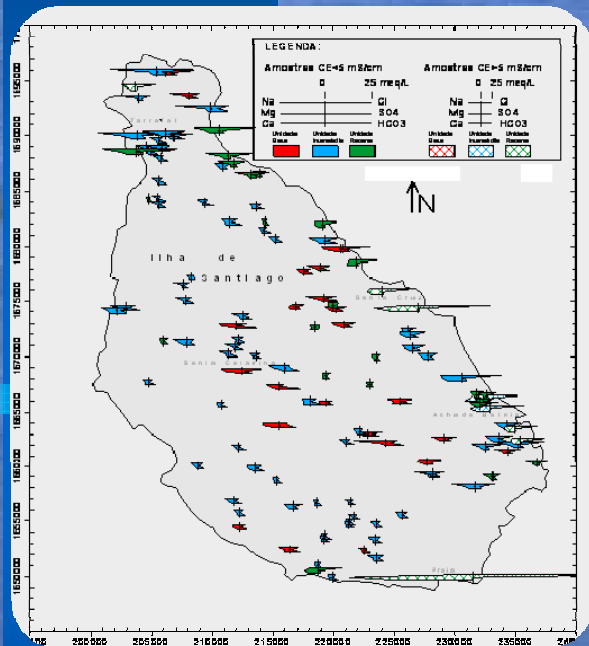 LEGENDA:
Amostras CE<5 mS/cm Amostras CE>5 mS/cm
0 25 meq/L 0 25 meq/L
Na Cl Na Cl
Mg SO4 Mg SO4
Ca HCO3 Ca HCO3
Unidade Base Unidade Intermédia Unidade Recente Unidade Base Unidade Intermédia Unidade Recente
N
Tarrafal
Ilha de
Santiago
Santa Cruz
Achada Baleia
Praia
1695000
1690000
1685000
1680000
1675000
1670000
1665000
1660000
1655000
1650000
200000 205000 210000 215000 220000 225000 230000 235000